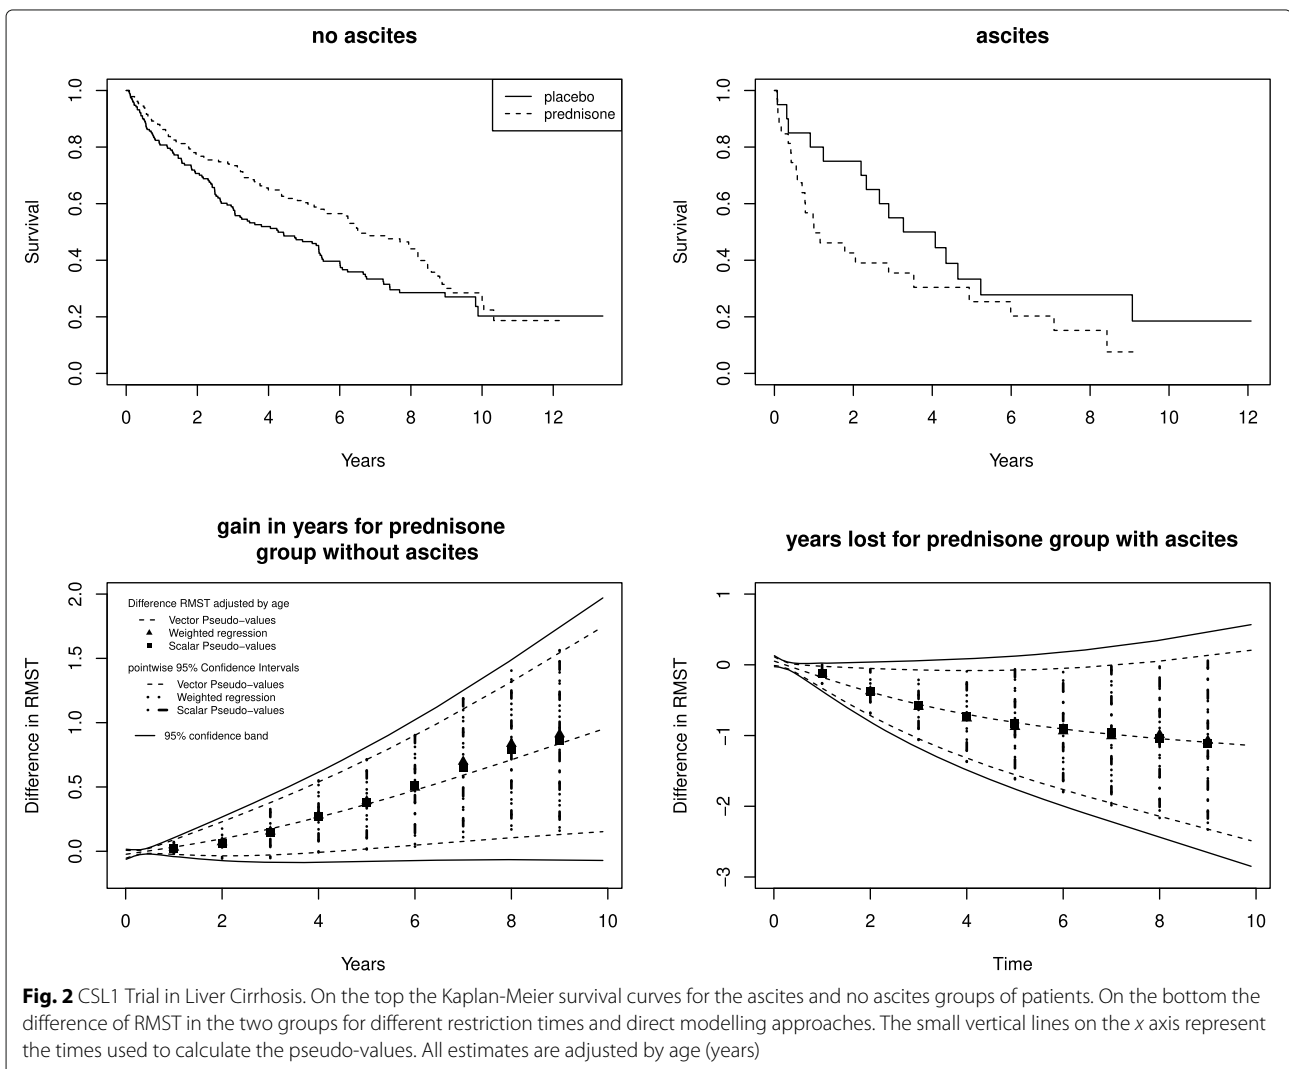 no ascites
ascites
Survival
1.0
0.8
0.6
0.4
0.2
0.0
placebo
prednisone
0 2 4 6 8 10 12
Years
Survival
1.0
0.8
0.6
0.4
0.2
0.0
0 2 4 6 8 10 12
Years
gain in years for prednisone
group without ascites
Difference in RMST
2.0
1.5
1.0
0.5
0.0
Difference RMST adjusted by age
Vector Pseudo−values
Weighted regression
Scalar Pseudo−values
pointwise 95% Confidence Intervals
Vector Pseudo−values
Weighted regression
Scalar Pseudo−values
95% confidence band
0 2 4 6 8 10
Years
years lost for prednisone group with ascites
Difference in RMST
1
0
−1
−2
−3
0 2 4 6 8 10
Time
Fig. 2 CSL1 Trial in Liver Cirrhosis. On the top the Kaplan-Meier survival curves for the ascites and no ascites groups of patients. On the bottom the
difference of RMST in the two groups for different restriction times and direct modelling approaches. The small vertical lines on the x axis represent
the times used to calculate the pseudo-values. All estimates are adjusted by age (years)